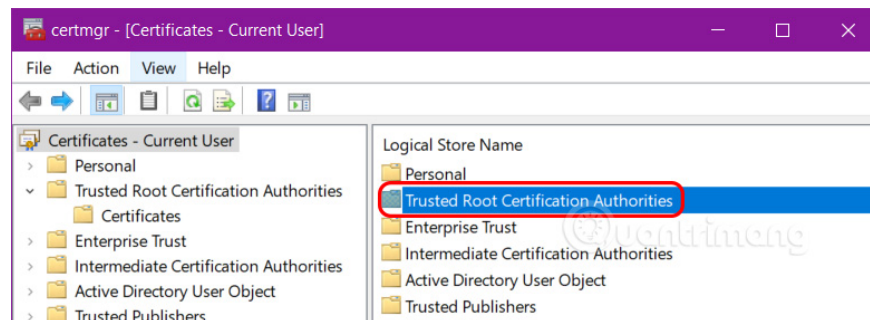 certmgr - [Certificates - Current User]
File Action View Help
Certificates - Current User
Personal
Trusted Root Certification Authorities
Certificates
Enterprise Trust
Intermediate Certification Authorities
Active Directory User Object
Trusted Publishers
Logical Store Name
Personal
Trusted Root Certification Authorities
Enterprise Trust
Intermediate Certification Authorities
Active Directory User Object
Trusted Publishers
Quantrimang